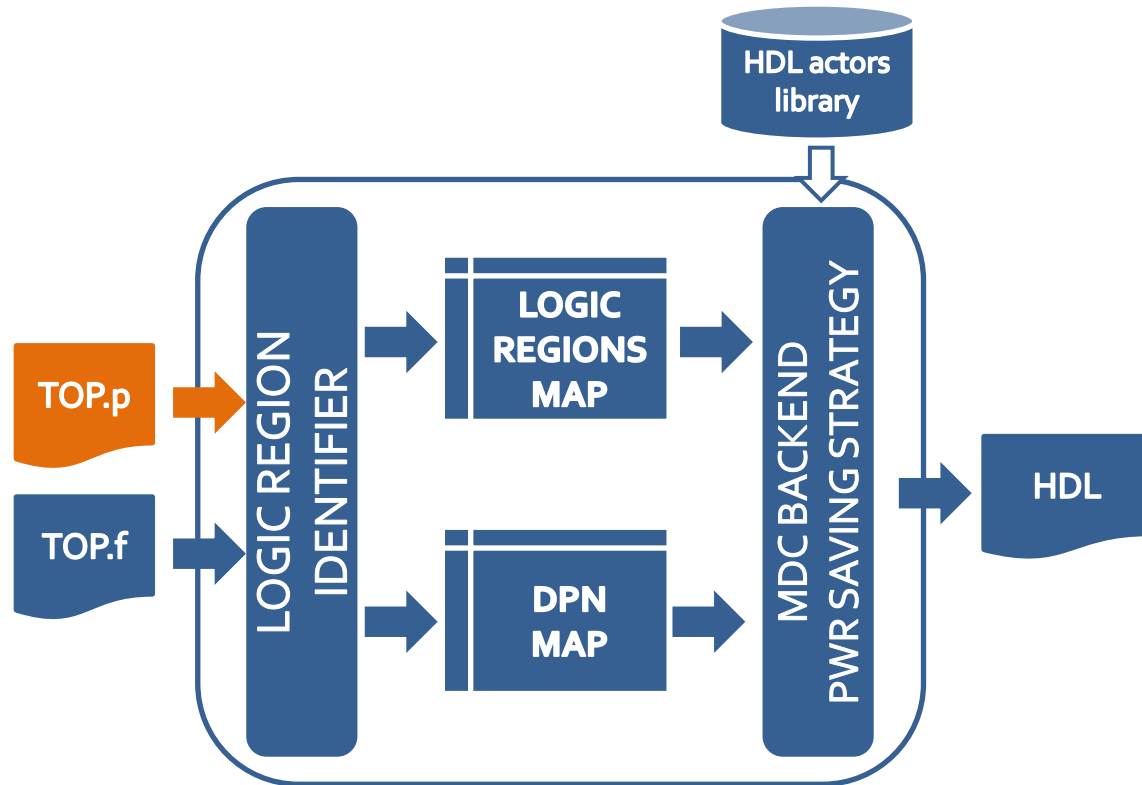 HDL actors
library
TOP.p
TOP.f
LOGIC REGION
IDENTIFIER
LOGIC
REGIONS
MAP
DPN
MAP
MDC BACKEND
PWR SAVING STRATEGY
HDL